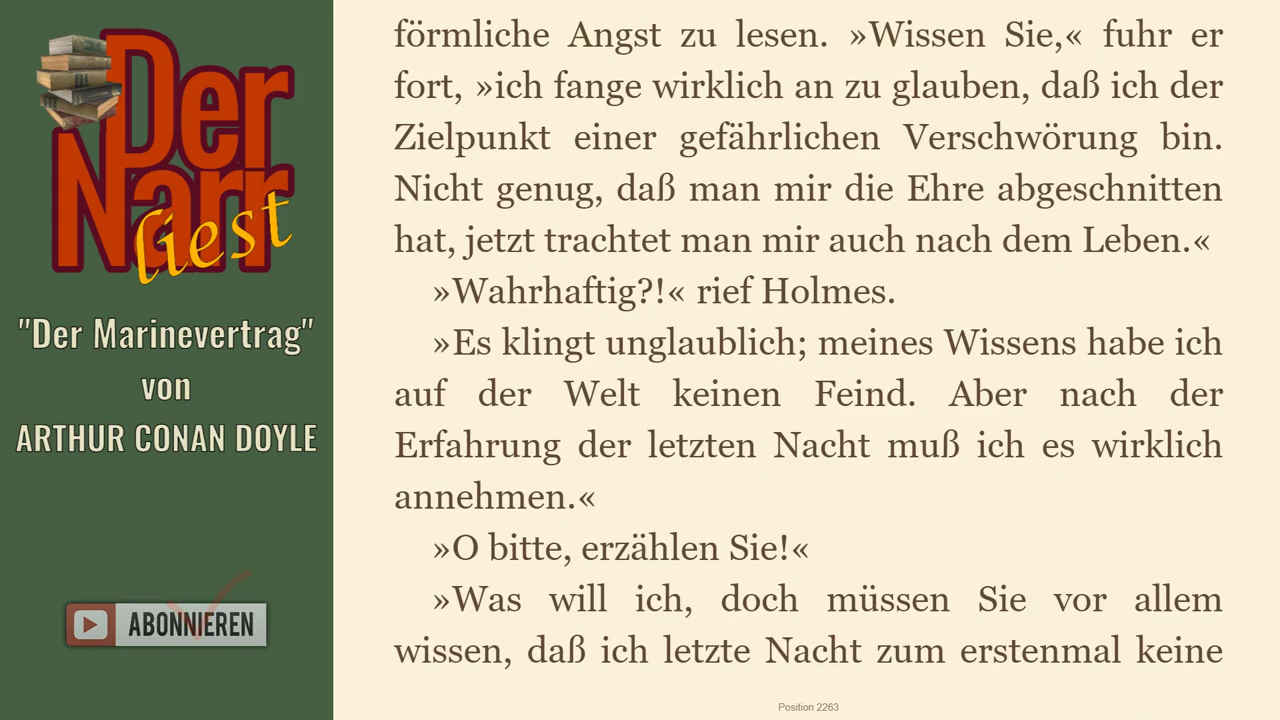 Der
Narr
liest
"Der Marinevertrag"
von
ARTHUR CONAN DOYLE
ABONNIEREN
förmliche Angst zu lesen. »Wissen Sie,« fuhr er
fort, »ich fange wirklich an zu glauben, daß ich der
Zielpunkt einer gefährlichen Verschwörung bin.
Nicht genug, daß man mir die Ehre abgeschnitten
hat, jetzt trachtet man mir auch nach dem Leben.«
»Wahrhaftig?!« rief Holmes.
»Es klingt unglaublich; meines Wissens habe ich
auf der Welt keinen Feind. Aber nach der
Erfahrung der letzten Nacht muß ich es wirklich
annehmen.«
»O bitte, erzählen Sie!«
»Was will ich, doch müssen Sie vor allem
wissen, daß ich letzte Nacht zum erstenmal keine
Position 2263